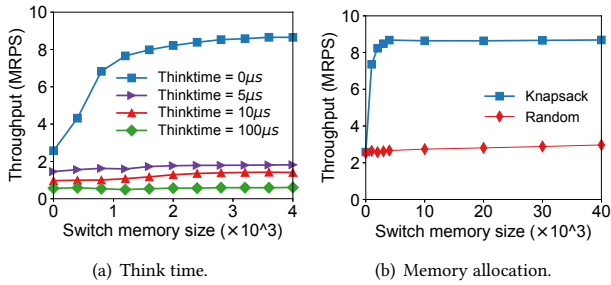 Throughput (MRPS)
10
8
6
4
2
0
Thinktime = 0μs
Thinktime = 5μs
Thinktime = 10μs
Thinktime = 100μs
0 1 2 3 4
Switch memory size (×10^3)
(a) Think time.
Throughput (MRPS)
10
8
6
4
2
0
Knapsack
Random
0 10 20 30 40
Switch memory size (×10^3)
(b) Memory allocation.